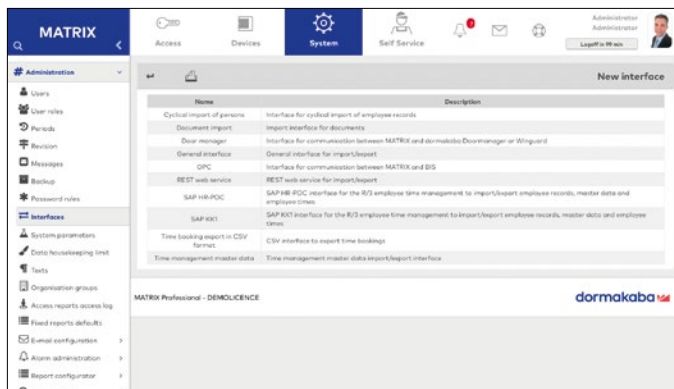 MATRIX
Access
Devices
System
Self Service
Administrator
Administrator
Logoff in 99 min
Administration
Users
User roles
Periods
Revision
Messages
Backup
Password rules
Interfaces
System parameters
Data housekeeping limit
Texts
Organisation groups
Access reports access log
Fixed reports defaults
E-mail configuration
Alarm administration
Report configurator
New interface
Name Description
Cyclical import of persons Interface for cyclical import of employee records
Document import Import interface for documents
Door manager Interface for communication between MATRIX and dormakaba Doormanager or Winguard
General interface General interface for import/export
OPC Interface for communication between MATRIX and BIS
REST web service REST web service for import/export
SAP HR-PDC SAP HR-PDC interface for the R/3 employee time management to import/export employee records, master data and
employee times
SAP KK1 SAP KK1 interface for the R/3 employee time management to import/export employee records, master data and employee
times
Time booking export in CSV
format CSV interface to export time bookings
Time management master data Time management master data import/export interface
MATRIX Professional - DEMOLICENCE
dormakaba